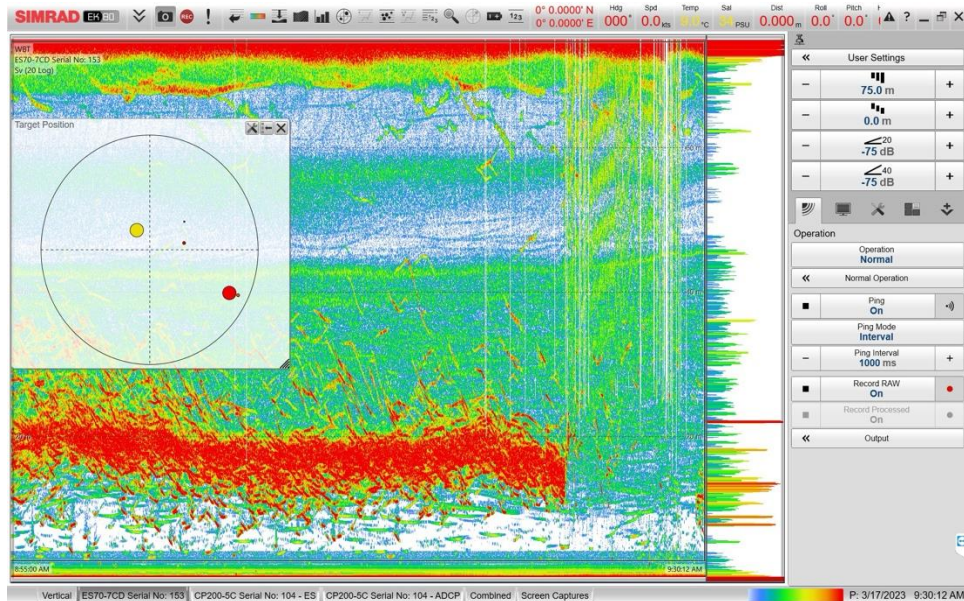 SIMRAD EK80 REC 123 0° 0.0000' N Hdg Spd Temp Sal Dist Roll Pitch ?
0° 0.0000' E 000° 0.0 kts 0.0 °C PSU 0.000 m 0.0° 0.0°
WBT
ES70-7CD Serial No: 153
Sv (20 Log)
Target Position
8:55:00 AM
9:30:12 AM
User Settings
75.0 m
0.0 m
20
-75 dB
40
-75 dB
Operation
Operation
Normal
Normal Operation
Ping
On
Ping Mode
Interval
Ping Interval
1000 ms
Record RAW
On
Record Processed
On
Output
Vertical ES70-7CD Serial No: 153 CP200-5C Serial No: 104 - ES CP200-5C Serial No: 104 - ADCP Combined Screen Captures P: 3/17/2023 9:30:12 AM